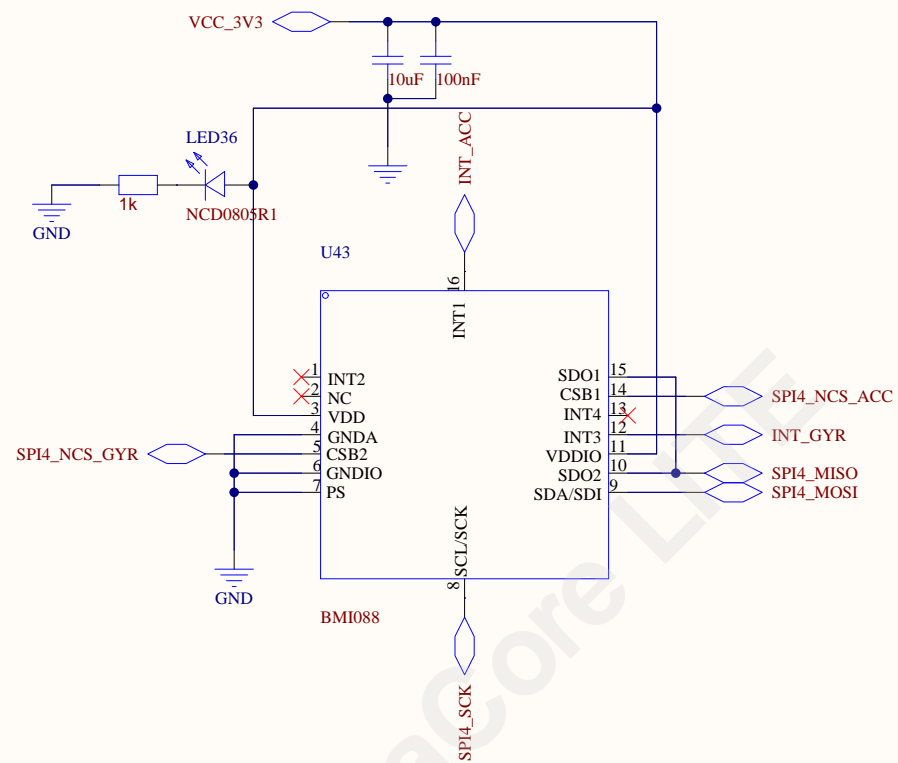 VCC_3V3
10uF
100nF
INT_ACC
LED36
1k
NCD0805R1
GND
U43
16
INT1
1
INT2
2
NC
3
VDD
4
GNDA
5
CSB2
6
GNDIO
7
PS
SPI4_NCS_GYR
GND
SDO1
15
CSB1
14
SPI4_NCS_ACC
INT4
13
INT3
12
INT_GYR
VDDIO
11
SDO2
10
SPI4_MISO
SDA/SDI
9
SPI4_MOSI
8
SCL/SCK
BMI088
SPI4_SCK
aCore LITE